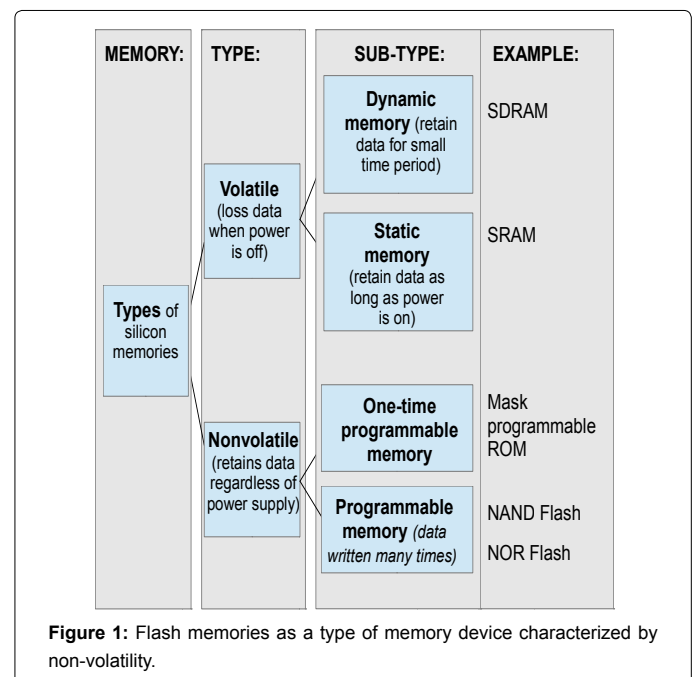 MEMORY: TYPE: SUB-TYPE: EXAMPLE:
Types of
silicon
memories
Volatile
(loss data
when power
is off)
Dynamic
memory (retain
data for small
time period)
SDRAM
Static
memory
(retain data as
long as power
is on)
SRAM
Nonvolatile
(retains data
regardless of
power supply)
One-time
programmable
memory
Mask
programmable
ROM
Programmable
memory (data
written many times)
NAND Flash
NOR Flash
Figure 1: Flash memories as a type of memory device characterized by
non-volatility.